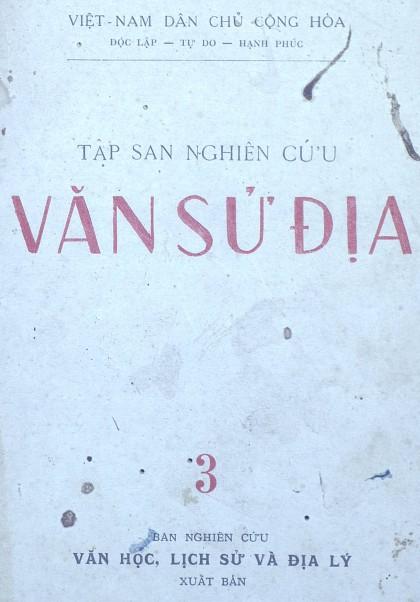 VIỆT-NAM DÂN CHỦ CỘNG HÒA
ĐỘC LẬP — TỰ DO — HẠNH PHÚC
TẬP SAN NGHIÊN CỨU
VĂN SỬ ĐỊA
3
BAN NGHIÊN CỨU
VĂN HỌC, LỊCH SỬ VÀ ĐỊA LÝ
XUẤT BẢN